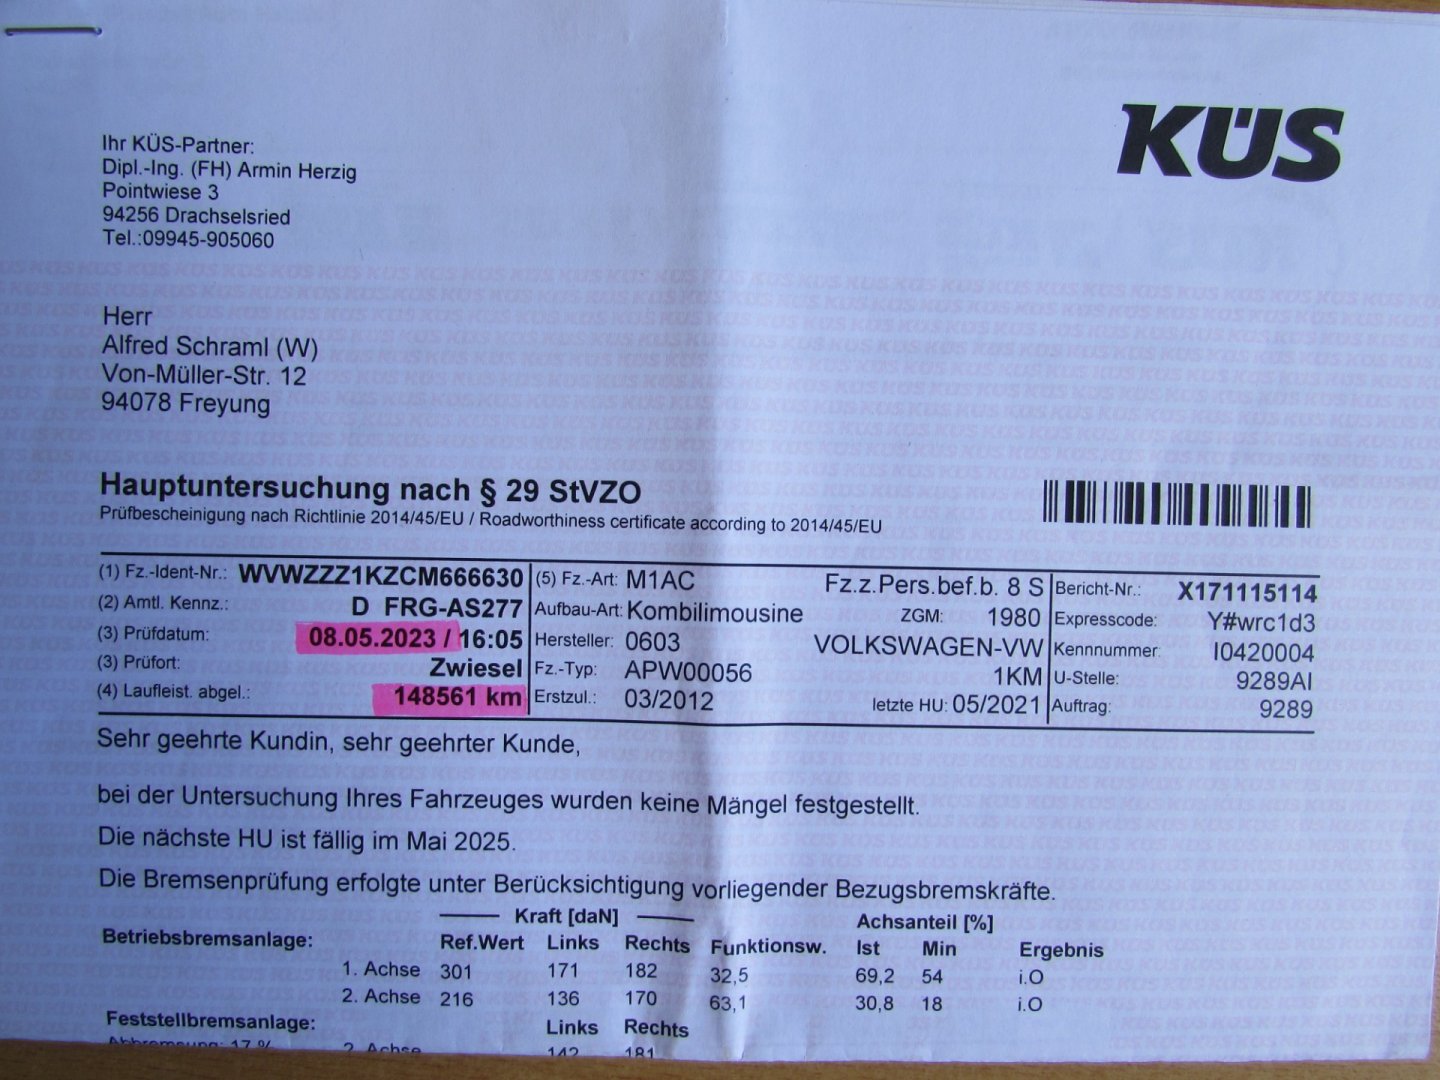 KÜS
Ihr KÜS-Partner:
Dipl.-Ing. (FH) Armin Herzig
Pointwiese 3
94256 Drachselsried
Tel.:09945-905060
Herr
Alfred Schraml (W)
Von-Müller-Str. 12
94078 Freyung
Hauptuntersuchung nach § 29 StVZO
Prüfbescheinigung nach Richtlinie 2014/45/EU / Roadworthiness certificate according to 2014/45/EU
(1) Fz.-Ident-Nr.: WVWZZZ1KZCM666630 (5) Fz.-Art: M1AC Fz.z.Pers.bef.b. 8 S Bericht-Nr.: X171115114
(2) Amtl. Kennz.: D FRG-AS277 Aufbau-Art: Kombilimousine ZGM: 1980 Expresscode: Y#wrc1d3
(3) Prüfdatum: 08.05.2023 / 16:05 Hersteller: 0603 VOLKSWAGEN-VW Kennnummer: I0420004
(3) Prüfort: Zwiesel Fz.-Typ: APW00056 1KM U-Stelle: 9289AI
(4) Laufleist. abgel.: 148561 km Erstzul.: 03/2012 letzte HU: 05/2021 Auftrag: 9289
Sehr geehrte Kundin, sehr geehrter Kunde,
bei der Untersuchung Ihres Fahrzeuges wurden keine Mängel festgestellt.
Die nächste HU ist fällig im Mai 2025.
Die Bremsenprüfung erfolgte unter Berücksichtigung vorliegender Bezugsbremskräfte.
Kraft [daN] Achsanteil [%]
Betriebsbremsanlage: Ref.Wert Links Rechts Funktionsw. Ist Min Ergebnis
1. Achse 301 171 182 32,5 69,2 54 i.O
2. Achse 216 136 170 63,1 30,8 18 i.O
Feststellbremsanlage: Links Rechts
Abbremsung: 17 % 2. Achse 142 181